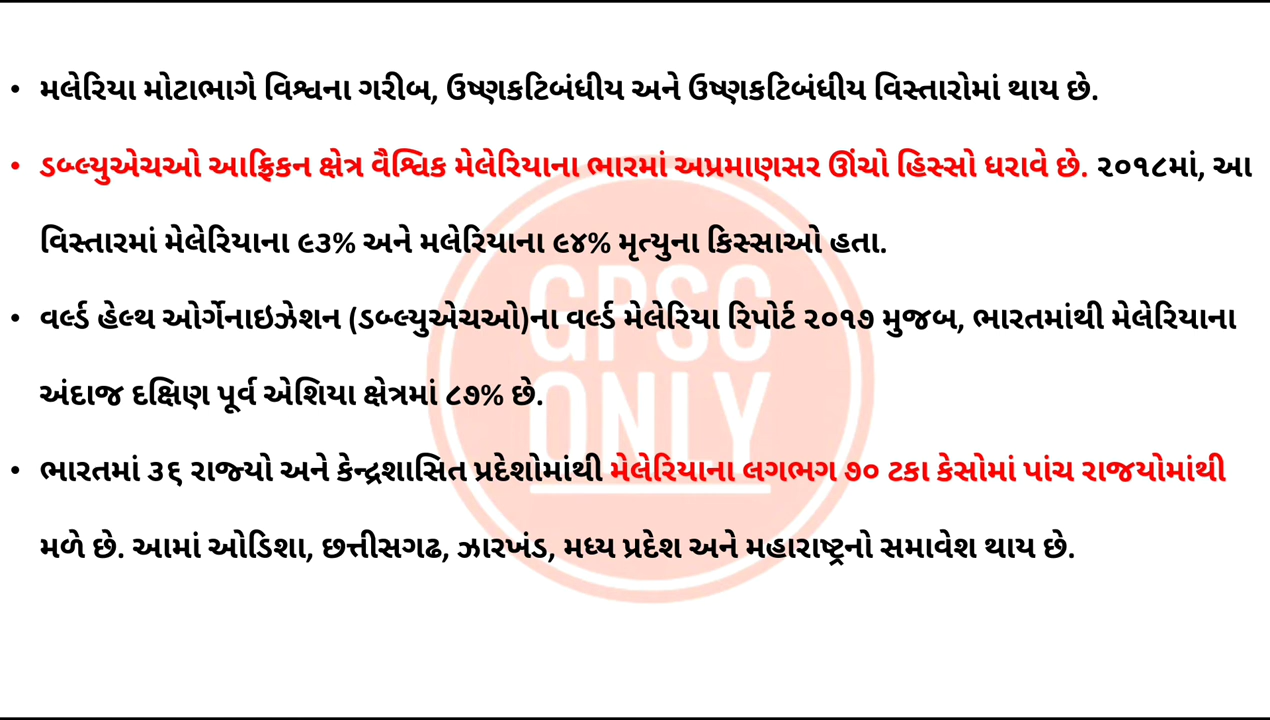 • મલેરિયા મોટાભાગે વિશ્વના ગરીબ, ઉષ્ણકટિબંધીય અને ઉષ્ણકટિબંધીય વિસ્તારોમાં થાય છે.
• ડબ્લ્યુએચઓ આફ્રિકન ક્ષેત્ર વૈશ્વિક મેલેરિયાના ભારમાં અપ્રમાણસર ઊંચો હિસ્સો ધરાવે છે. ૨૦૧૮માં, આ
વિસ્તારમાં મેલેરિયાના ૯૩% અને મલેરિયાના ૯૪% મૃત્યુના કિસ્સાઓ હતા.
• વર્લ્ડ હેલ્થ ઓર્ગેનાઇઝેશન (ડબ્લ્યુએચઓ)ના વર્લ્ડ મેલેરિયા રિપોર્ટ ૨૦૧૭ મુજબ, ભારતમાંથી મેલેરિયાના
અંદાજ દક્ષિણ પૂર્વ એશિયા ક્ષેત્રમાં ૮૭% છે.
• ભારતમાં ૩૬ રાજ્યો અને કેન્દ્રશાસિત પ્રદેશોમાંથી મેલેરિયાના લગભગ ૭૦ ટકા કેસોમાં પાંચ રાજયોમાંથી
મળે છે. આમાં ઓડિશા, છત્તીસગઢ, ઝારખંડ, મધ્ય પ્રદેશ અને મહારાષ્ટ્રનો સમાવેશ થાય છે.
GPSC
ONLY